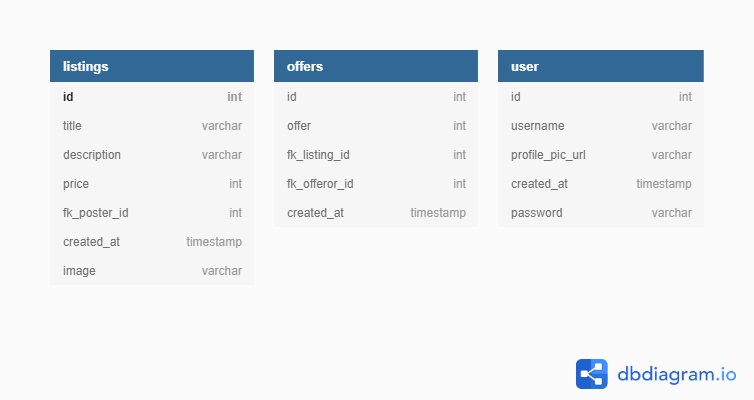 listings
id int
title varchar
description varchar
price int
fk_poster_id int
created_at timestamp
image varchar
offers
id int
offer int
fk_listing_id int
fk_offeror_id int
created_at timestamp
user
id int
username varchar
profile_pic_url varchar
created_at timestamp
password varchar
dbdiagram.io